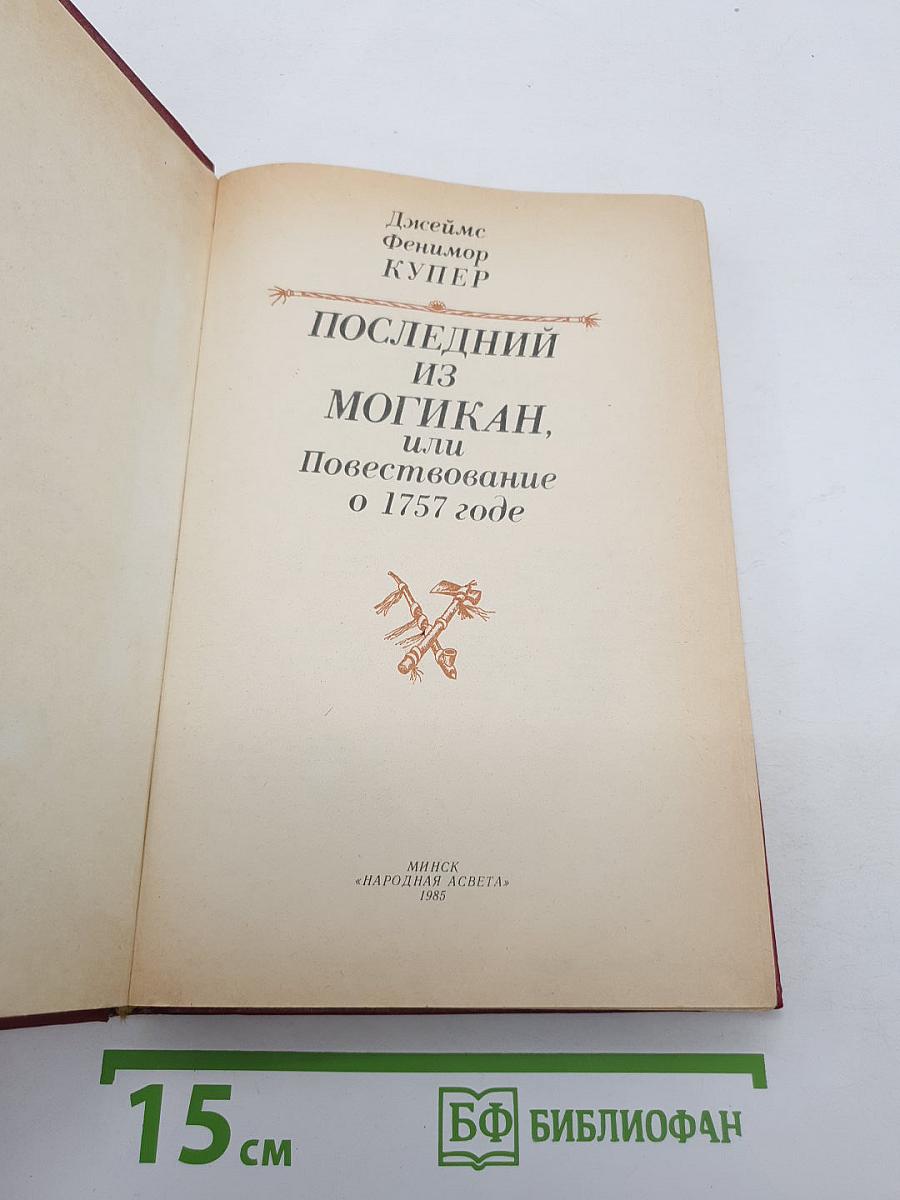 Джеймс
Фенимор
КУПЕР
ПОСЛЕДНИЙ
ИЗ
МОГИКАН,
или
Повествование
о 1757 годе
МИНСК
«НАРОДНАЯ АСВЕТА»
1985
15 см
БФ БИБЛИОФАН